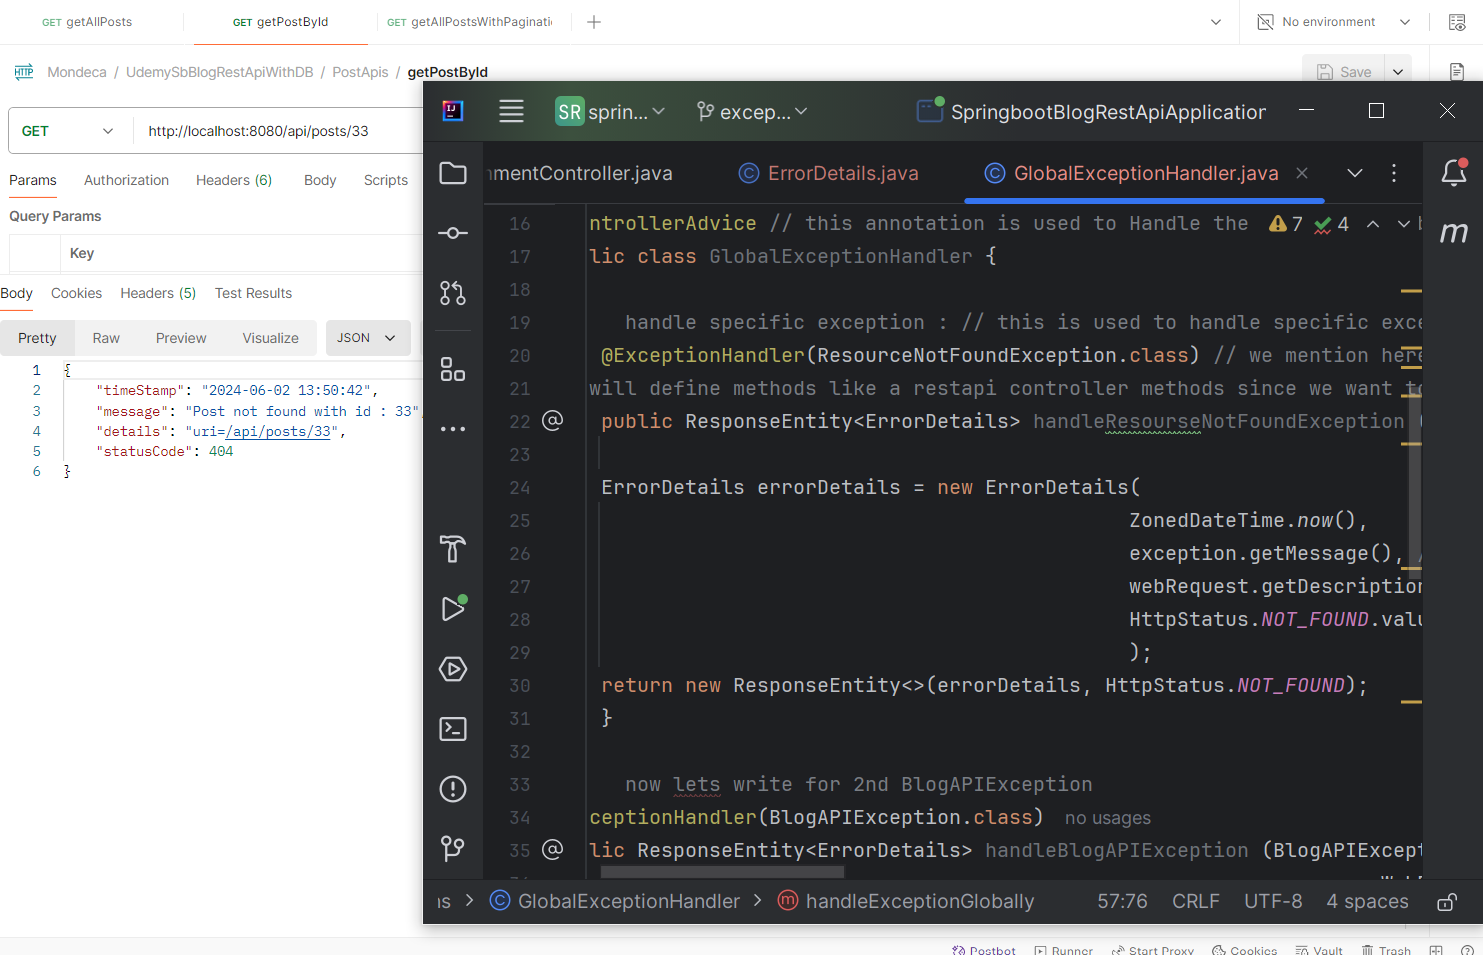 GET getAllPosts
GET getPostById
GET getAllPostsWithPaginati
No environment
HTTP Mondeca / UdemySbBlogRestApiWithDB / PostApis / getPostById
Save
GET
http://localhost:8080/api/posts/33
Params Authorization Headers (6) Body Scripts
Query Params
Key
Body Cookies Headers (5) Test Results
Pretty Raw Preview Visualize JSON
1 {
2 "timeStamp": "2024-06-02 13:50:42",
3 "message": "Post not found with id : 33",
4 "details": "uri=/api/posts/33",
5 "statusCode": 404
6 }
IJ
SR sprin... excep... SpringbootBlogRestApiApplication
mentController.java ErrorDetails.java GlobalExceptionHandler.java
16 ntrollerAdvice // this annotation is used to Handle the 7 4
17 lic class GlobalExceptionHandler {
18
19 handle specific exception : // this is used to handle specific exce
20 @ExceptionHandler(ResourceNotFoundException.class) // we mention here
21 will define methods like a restapi controller methods since we want to
22 public ResponseEntity<ErrorDetails> handleResourseNotFoundException (
23
24 ErrorDetails errorDetails = new ErrorDetails(
25 ZonedDateTime.now(),
26 exception.getMessage(), /
27 webRequest.getDescription
28 HttpStatus.NOT_FOUND.valu
29 );
30 return new ResponseEntity<>(errorDetails, HttpStatus.NOT_FOUND);
31 }
32
33 now lets write for 2nd BlogAPIException
34 ceptionHandler(BlogAPIException.class) no usages
35 lic ResponseEntity<ErrorDetails> handleBlogAPIException (BlogAPIExcept
m
ns > GlobalExceptionHandler > m handleExceptionGlobally 57:76 CRLF UTF-8 4 spaces
Postbot Runner Start Proxy Cookies Vault Trash